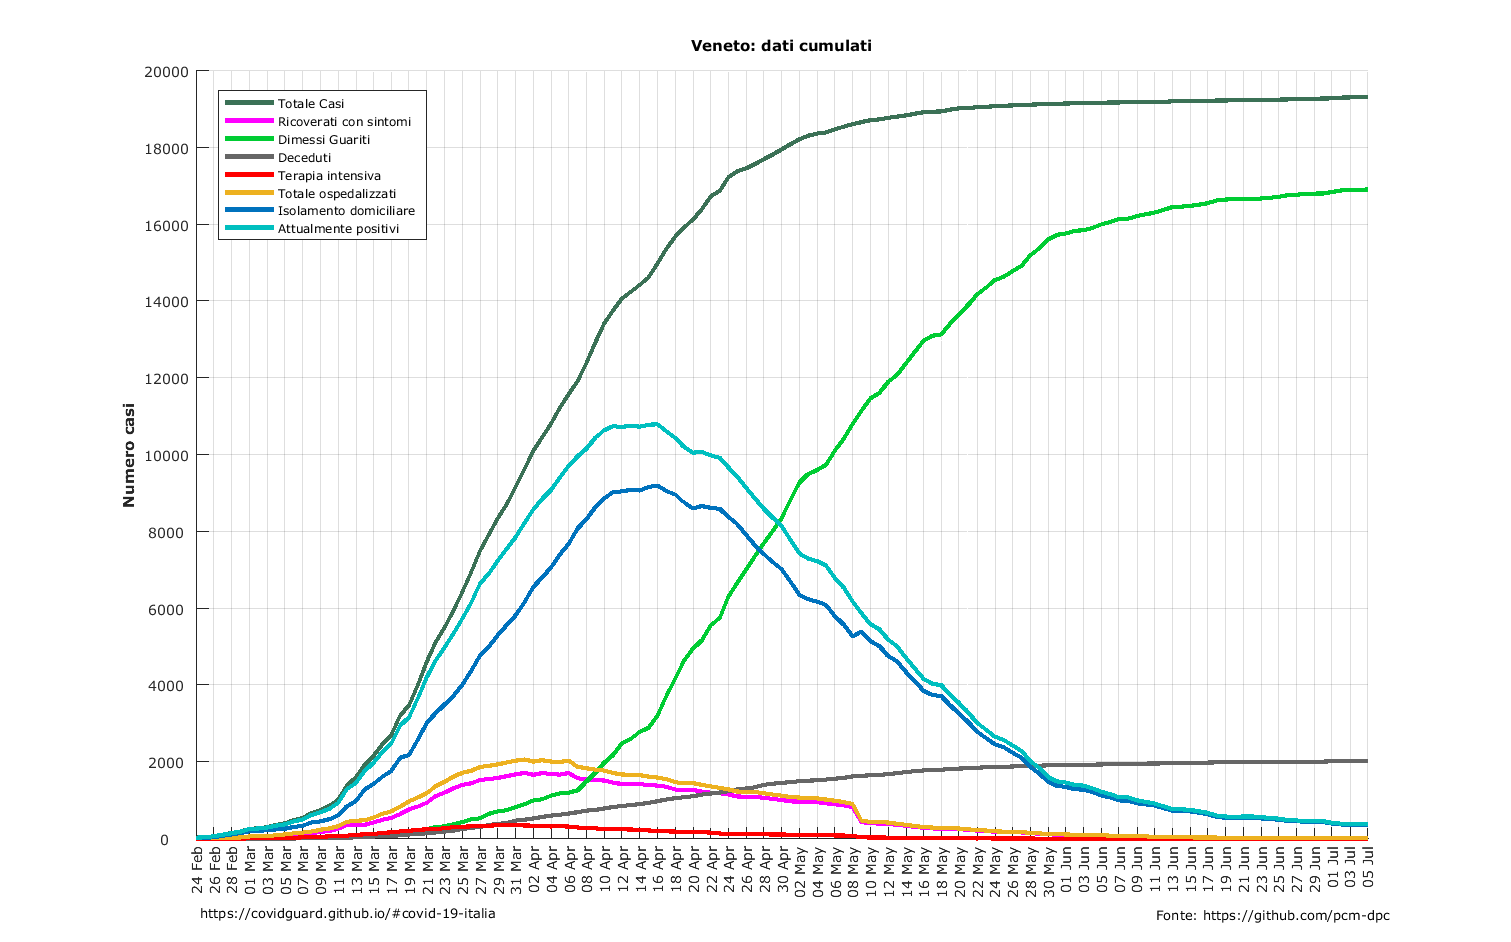 Veneto: dati cumulati
Numero casi
20000
18000
16000
14000
12000
10000
8000
6000
4000
2000
0
Totale Casi
Ricoverati con sintomi
Dimessi Guariti
Deceduti
Terapia intensiva
Totale ospedalizzati
Isolamento domiciliare
Attualmente positivi
24 Feb
26 Feb
28 Feb
01 Mar
03 Mar
05 Mar
07 Mar
09 Mar
11 Mar
13 Mar
15 Mar
17 Mar
19 Mar
21 Mar
23 Mar
25 Mar
27 Mar
29 Mar
31 Mar
02 Apr
04 Apr
06 Apr
08 Apr
10 Apr
12 Apr
14 Apr
16 Apr
18 Apr
20 Apr
22 Apr
24 Apr
26 Apr
28 Apr
30 Apr
02 May
04 May
06 May
08 May
10 May
12 May
14 May
16 May
18 May
20 May
22 May
24 May
26 May
28 May
30 May
01 Jun
03 Jun
05 Jun
07 Jun
09 Jun
11 Jun
13 Jun
15 Jun
17 Jun
19 Jun
21 Jun
23 Jun
25 Jun
27 Jun
29 Jun
01 Jul
03 Jul
05 Jul
https://covidguard.github.io/#covid-19-italia
Fonte: https://github.com/pcm-dpc